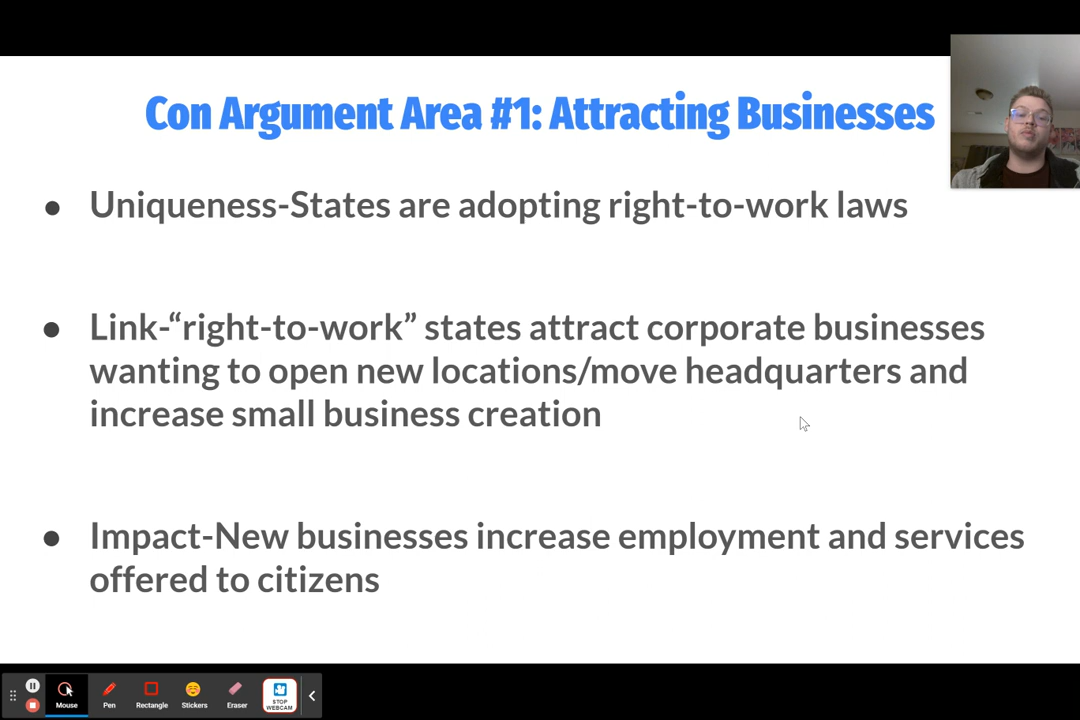 Con Argument Area #1: Attracting Businesses
● Uniqueness-States are adopting right-to-work laws
● Link-“right-to-work” states attract corporate businesses
wanting to open new locations/move headquarters and
increase small business creation
● Impact-New businesses increase employment and services
offered to citizens
Mouse Pen Rectangle Stickers Eraser STOP
WEBCAM